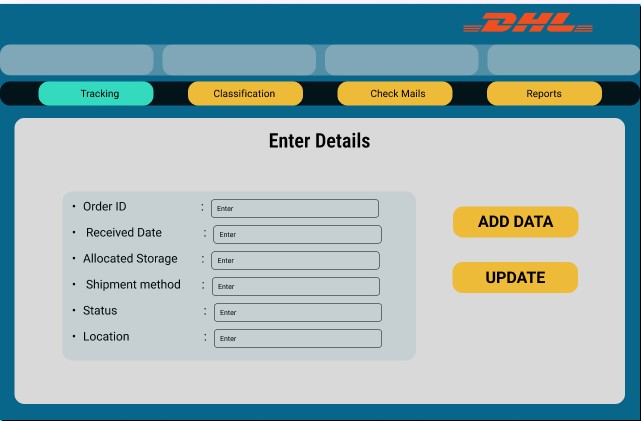 DHL
Tracking Classification Check Mails Reports
Enter Details
• Order ID : Enter
• Received Date : Enter
• Allocated Storage : Enter
• Shipment method : Enter
• Status : Enter
• Location : Enter
ADD DATA
UPDATE